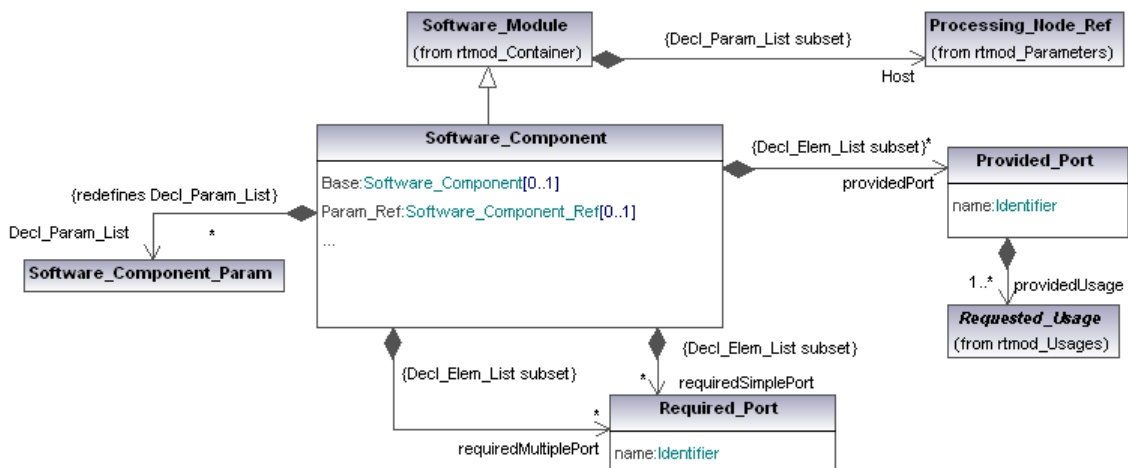 Software_Module
(from rtmod_Container)
{Decl_Param_List subset}
Host
Processing_Node_Ref
(from rtmod_Parameters)
Software_Component
Base:Software_Component[0..1]
Param_Ref:Software_Component_Ref[0..1]
...
{Decl_Elem_List subset}*
providedPort
Provided_Port
name:Identifier
{redefines Decl_Param_List}
Decl_Param_List
*
Software_Component_Param
1..*
providedUsage
Requested_Usage
(from rtmod_Usages)
{Decl_Elem_List subset}
*
requiredMultiplePort
{Decl_Elem_List subset}
*
requiredSimplePort
Required_Port
name:Identifier